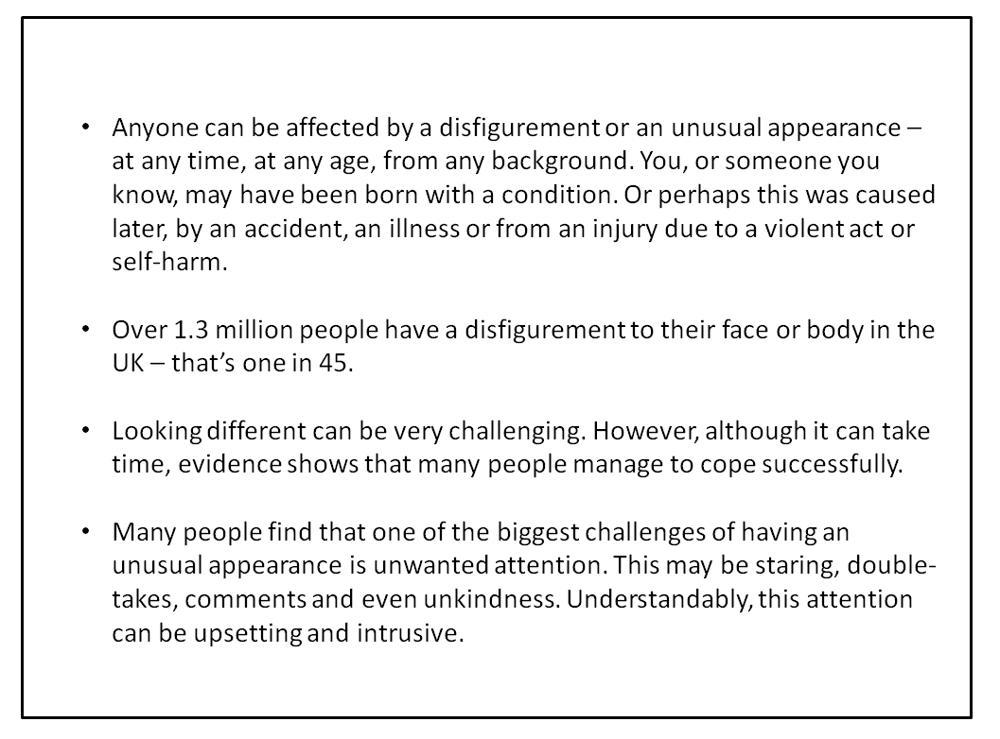 • Anyone can be affected by a disfigurement or an unusual appearance –
at any time, at any age, from any background. You, or someone you
know, may have been born with a condition. Or perhaps this was caused
later, by an accident, an illness or from an injury due to a violent act or
self-harm.
• Over 1.3 million people have a disfigurement to their face or body in the
UK – that’s one in 45.
• Looking different can be very challenging. However, although it can take
time, evidence shows that many people manage to cope successfully.
• Many people find that one of the biggest challenges of having an
unusual appearance is unwanted attention. This may be staring, double-
takes, comments and even unkindness. Understandably, this attention
can be upsetting and intrusive.